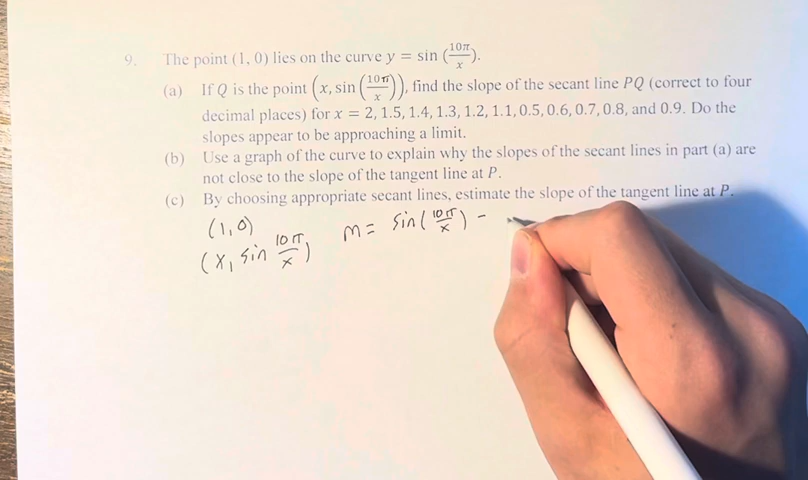 9. The point (1, 0) lies on the curve y = sin (10π/x).
(a) If Q is the point (x, sin (10π/x)), find the slope of the secant line PQ (correct to four
decimal places) for x = 2, 1.5, 1.4, 1.3, 1.2, 1.1, 0.5, 0.6, 0.7, 0.8, and 0.9. Do the
slopes appear to be approaching a limit.
(b) Use a graph of the curve to explain why the slopes of the secant lines in part (a) are
not close to the slope of the tangent line at P.
(c) By choosing appropriate secant lines, estimate the slope of the tangent line at P.
(1, 0)
(x, sin 10π/x)
m = sin(10π/x) -